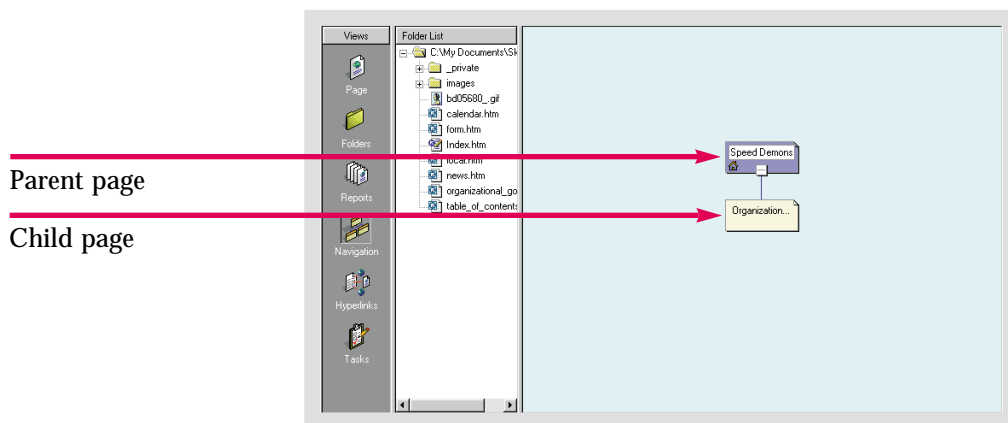 Parent page
Child page
Views
Page
Folders
Reports
Navigation
Hyperlinks
Tasks
Folder List
C:\My Documents\Sk
_private
images
bd05680_.gif
calendar.htm
form.htm
Index.htm
local.htm
news.htm
organizational_go
table_of_contents
Speed Demons
Organization...